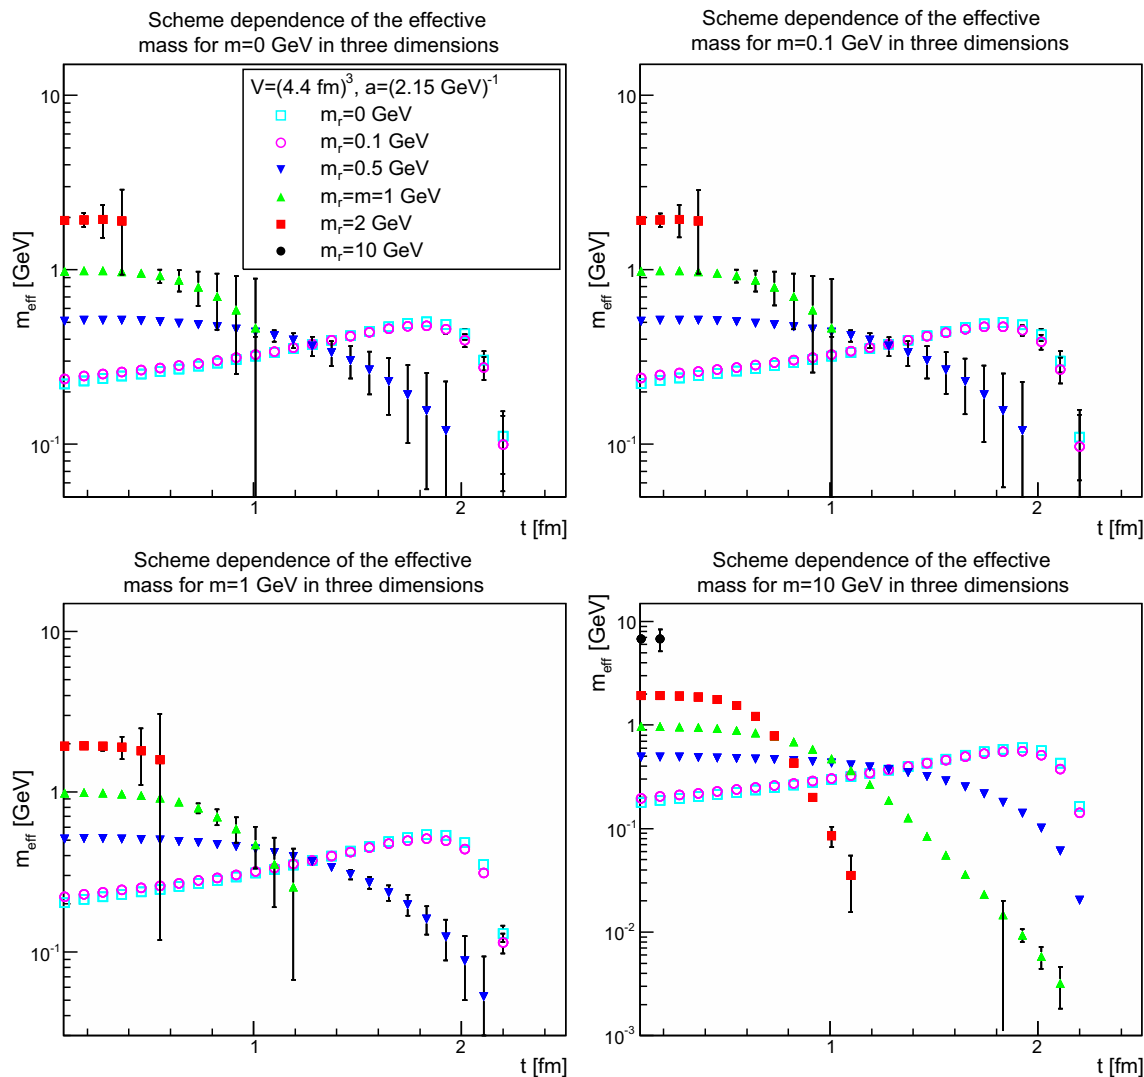 Scheme dependence of the effective
mass for m=0 GeV in three dimensions
m_eff [GeV]
10
1
10^-1
V=(4.4 fm)^3, a=(2.15 GeV)^-1
m_r=0 GeV
m_r=0.1 GeV
m_r=0.5 GeV
m_r=m=1 GeV
m_r=2 GeV
m_r=10 GeV
1
2
t [fm]
Scheme dependence of the effective
mass for m=0.1 GeV in three dimensions
m_eff [GeV]
10
1
10^-1
1
2
t [fm]
Scheme dependence of the effective
mass for m=1 GeV in three dimensions
m_eff [GeV]
10
1
10^-1
1
2
t [fm]
Scheme dependence of the effective
mass for m=10 GeV in three dimensions
m_eff [GeV]
10
1
10^-1
10^-2
10^-3
1
2
t [fm]